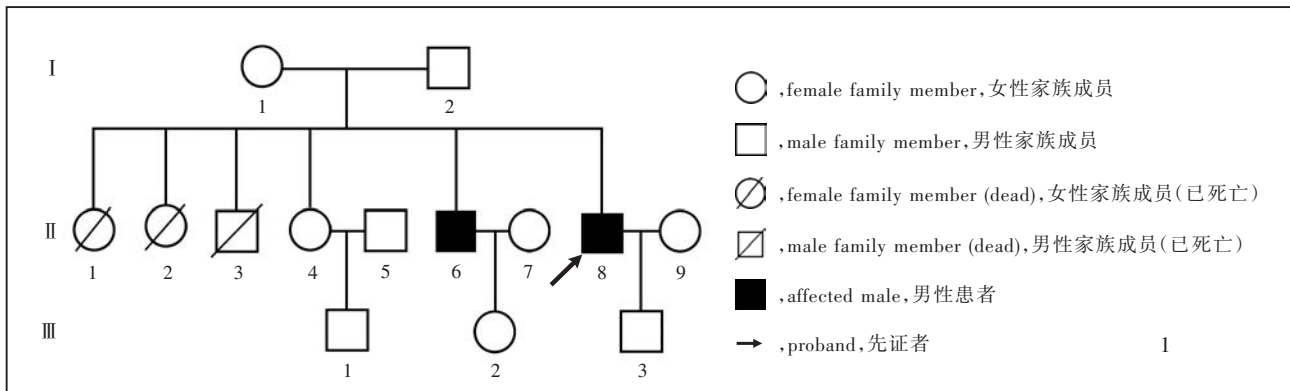 I
1
2
II
1
2
3
4
5
6
7
8
9
III
1
2
3
,female family member,女性家族成员
,male family member,男性家族成员
,female family member (dead),女性家族成员(已死亡)
,male family member (dead),男性家族成员(已死亡)
,affected male,男性患者
,proband,先证者
1